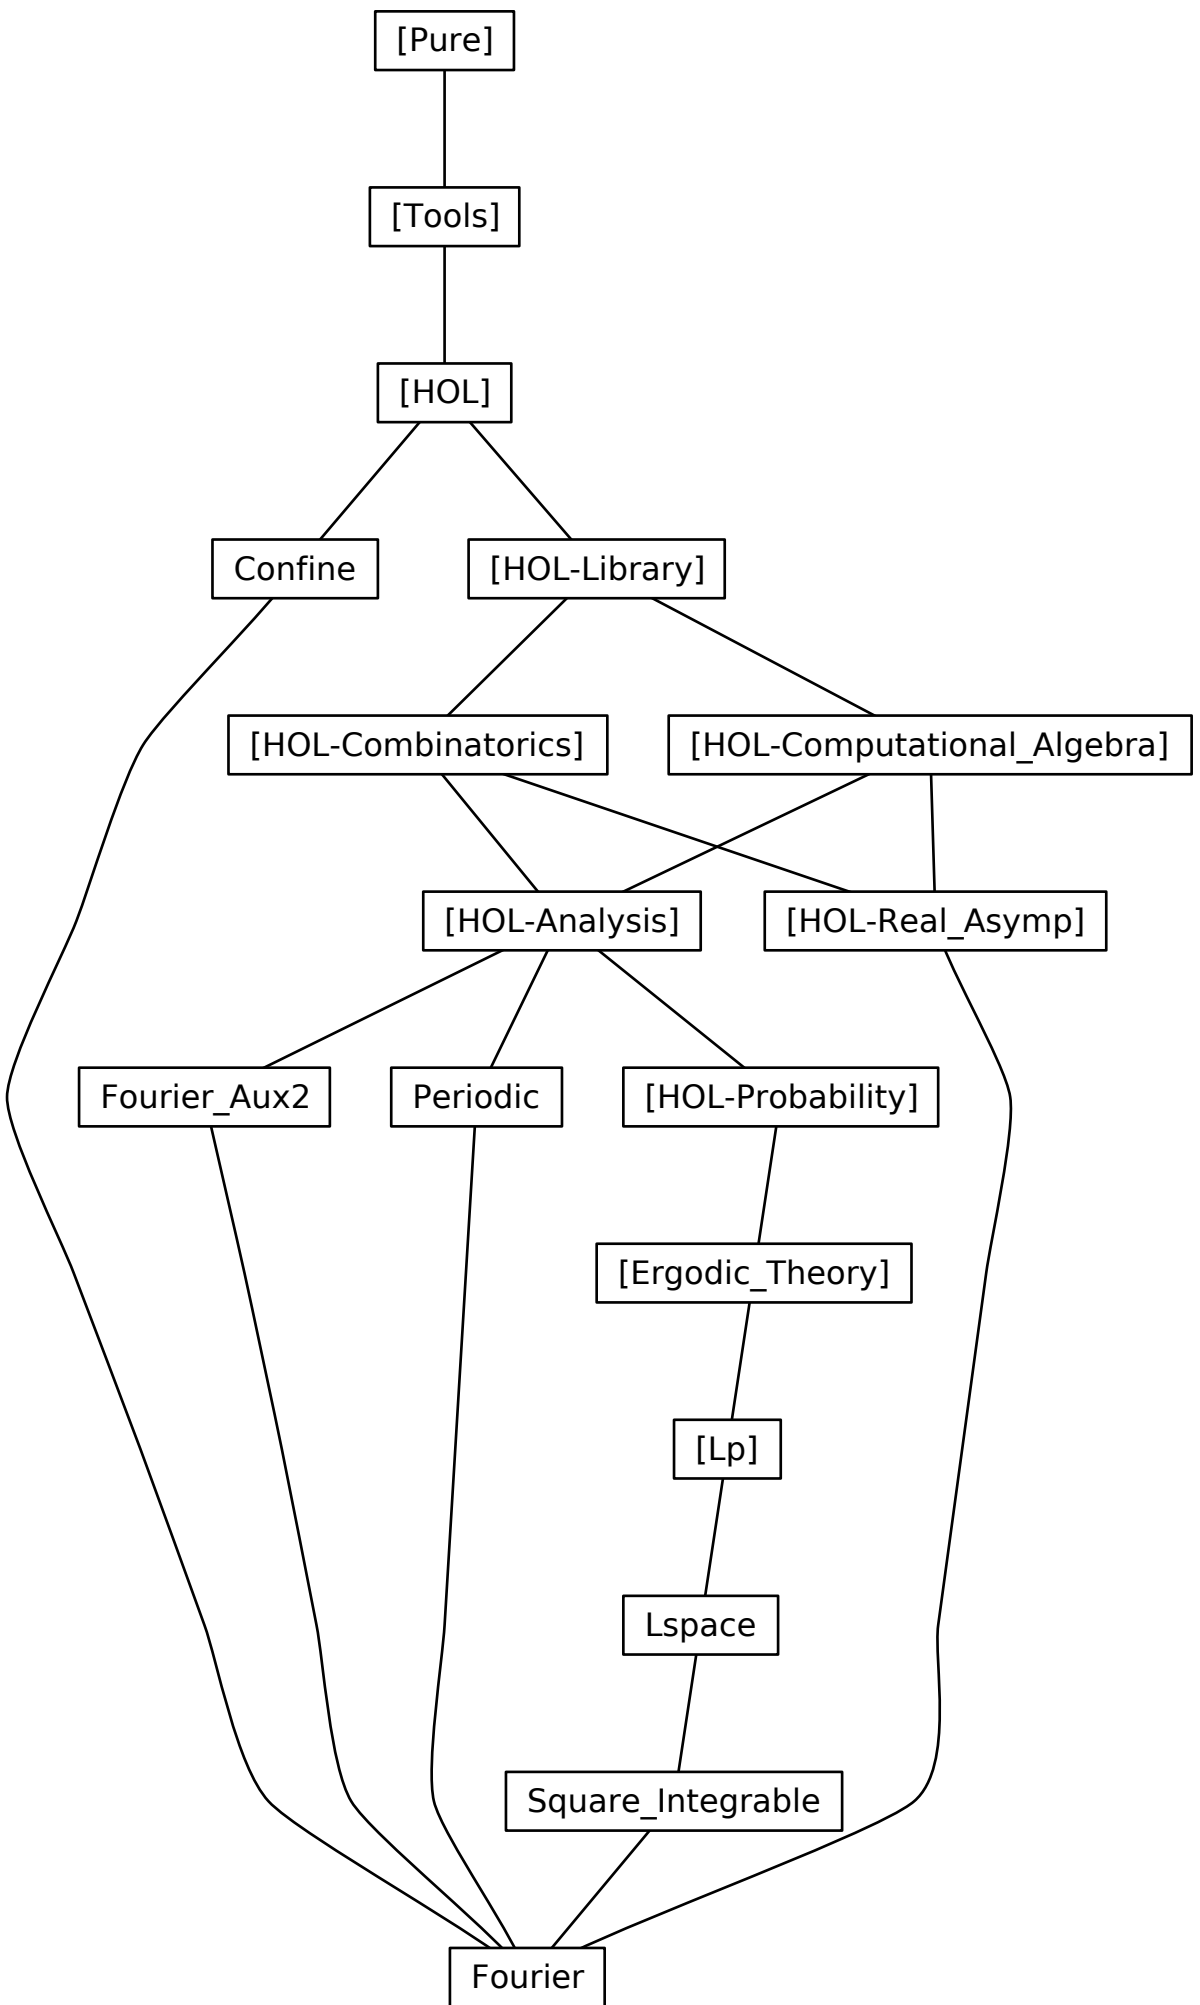 [Pure]
[Tools]
[HOL]
Confine
[HOL-Library]
[HOL-Combinatorics]
[HOL-Computational_Algebra]
[HOL-Analysis]
[HOL-Real_Asymp]
Fourier_Aux2
Periodic
[HOL-Probability]
[Ergodic_Theory]
[Lp]
Lspace
Square_Integrable
Fourier